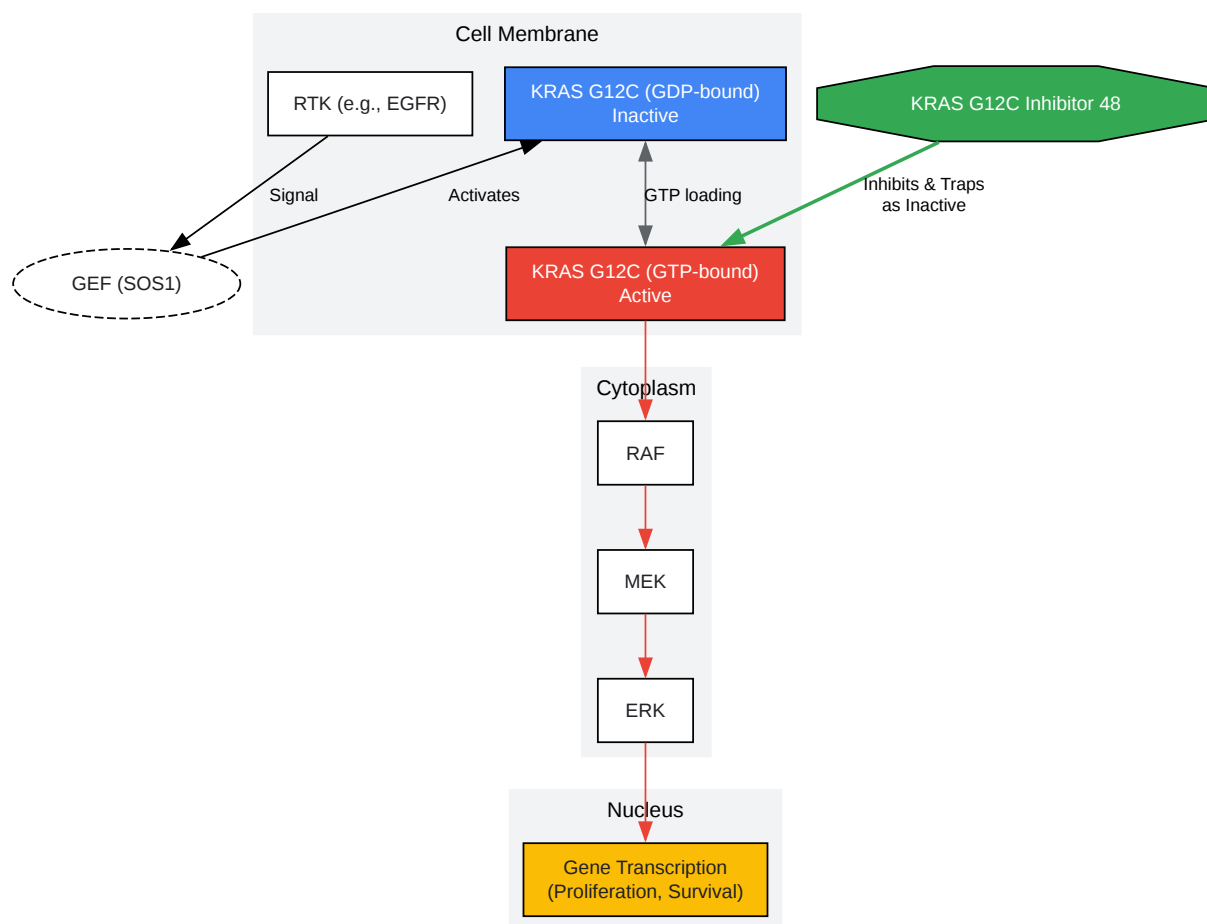 Cell Membrane
RTK (e.g., EGFR)
KRAS G12C (GDP-bound)
Inactive
KRAS G12C Inhibitor 48
Signal
Activates
GTP loading
Inhibits & Traps
as Inactive
GEF (SOS1)
KRAS G12C (GTP-bound)
Active
Cytoplasm
RAF
MEK
ERK
Nucleus
Gene Transcription
(Proliferation, Survival)